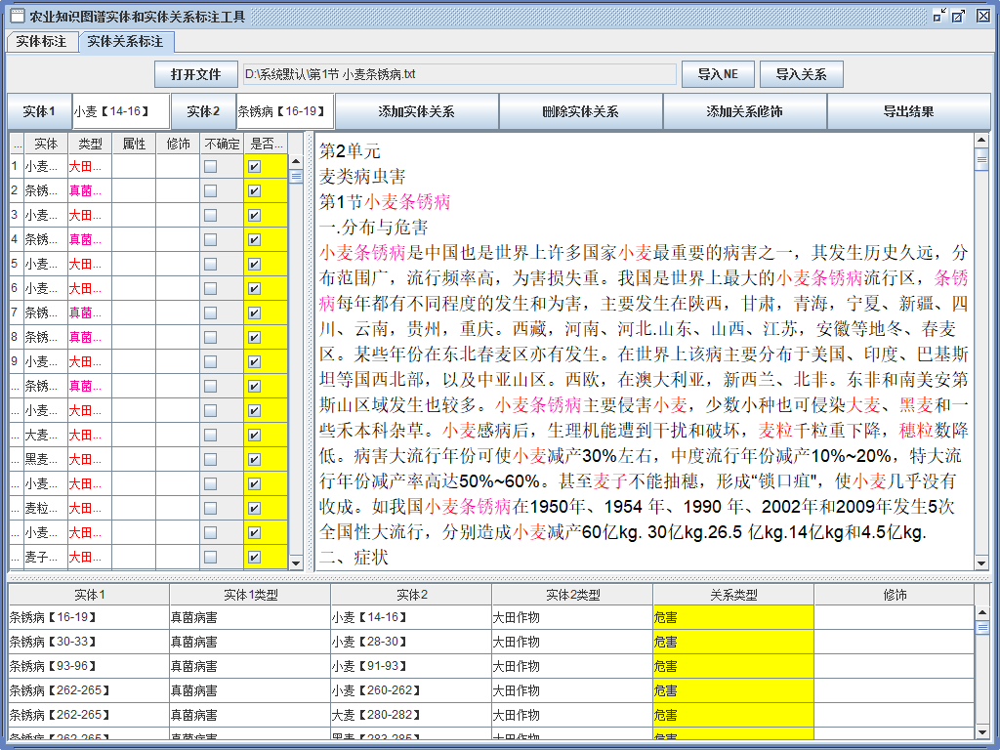 农业知识图谱实体和实体关系标注工具
实体标注 实体关系标注
打开文件 D:\系统默认\第1节 小麦条锈病.txt 导入NE 导入关系
实体1 小麦【14-16】 实体2 条锈病【16-19】 添加实体关系 删除实体关系 添加关系修饰 导出结果
... 实体 类型 属性 修饰 不确定 是否...
1 小麦... 大田...
2 条锈... 真菌...
3 小麦... 大田...
4 条锈... 真菌...
5 小麦... 大田...
6 小麦... 大田...
7 条锈... 真菌...
8 条锈... 真菌...
9 小麦... 大田...
... 条锈... 真菌...
... 小麦... 大田...
... 大麦... 大田...
... 黑麦... 大田...
... 小麦... 大田...
... 麦粒... 大田...
... 小麦... 大田...
... 麦子... 大田...
第2单元
麦类病虫害
第1节小麦条锈病
一.分布与危害
小麦条锈病是中国也是世界上许多国家小麦最重要的病害之一，其发生历史久远，分
布范围广，流行频率高，为害损失重。我国是世界上最大的小麦条锈病流行区，条锈
病每年都有不同程度的发生和为害，主要发生在陕西，甘肃，青海，宁夏、新疆、四
川、云南，贵州，重庆。西藏，河南、河北.山东、山西、江苏，安徽等地冬、春麦
区。某些年份在东北春麦区亦有发生。在世界上该病主要分布于美国、印度、巴基斯
坦等国西北部，以及中亚山区。西欧，在澳大利亚，新西兰、北非。东非和南美安第
斯山区域发生也较多。小麦条锈病主要侵害小麦，少数小种也可侵染大麦、黑麦和一
些禾本科杂草。小麦感病后，生理机能遭到干扰和破坏，麦粒千粒重下降，穗粒数降
低。病害大流行年份可使小麦减产30%左右，中度流行年份减产10%~20%，特大流
行年份减产率高达50%~60%。甚至麦子不能抽穗，形成“锁口疽”，使小麦几乎没有
收成。如我国小麦条锈病在1950年、1954 年、1990 年、2002年和2009年发生5次
全国性大流行，分别造成小麦减产60亿kg. 30亿kg.26.5 亿kg.14亿kg和4.5亿kg.
二、症状
实体1 实体1类型 实体2 实体2类型 关系类型 修饰
条锈病【16-19】 真菌病害 小麦【14-16】 大田作物 危害
条锈病【30-33】 真菌病害 小麦【28-30】 大田作物 危害
条锈病【93-96】 真菌病害 小麦【91-93】 大田作物 危害
条锈病【262-265】 真菌病害 小麦【260-262】 大田作物 危害
条锈病【262-265】 真菌病害 大麦【280-282】 大田作物 危害
条锈病【262-265】 真菌病害 黑麦【283-285】 大田作物 危害